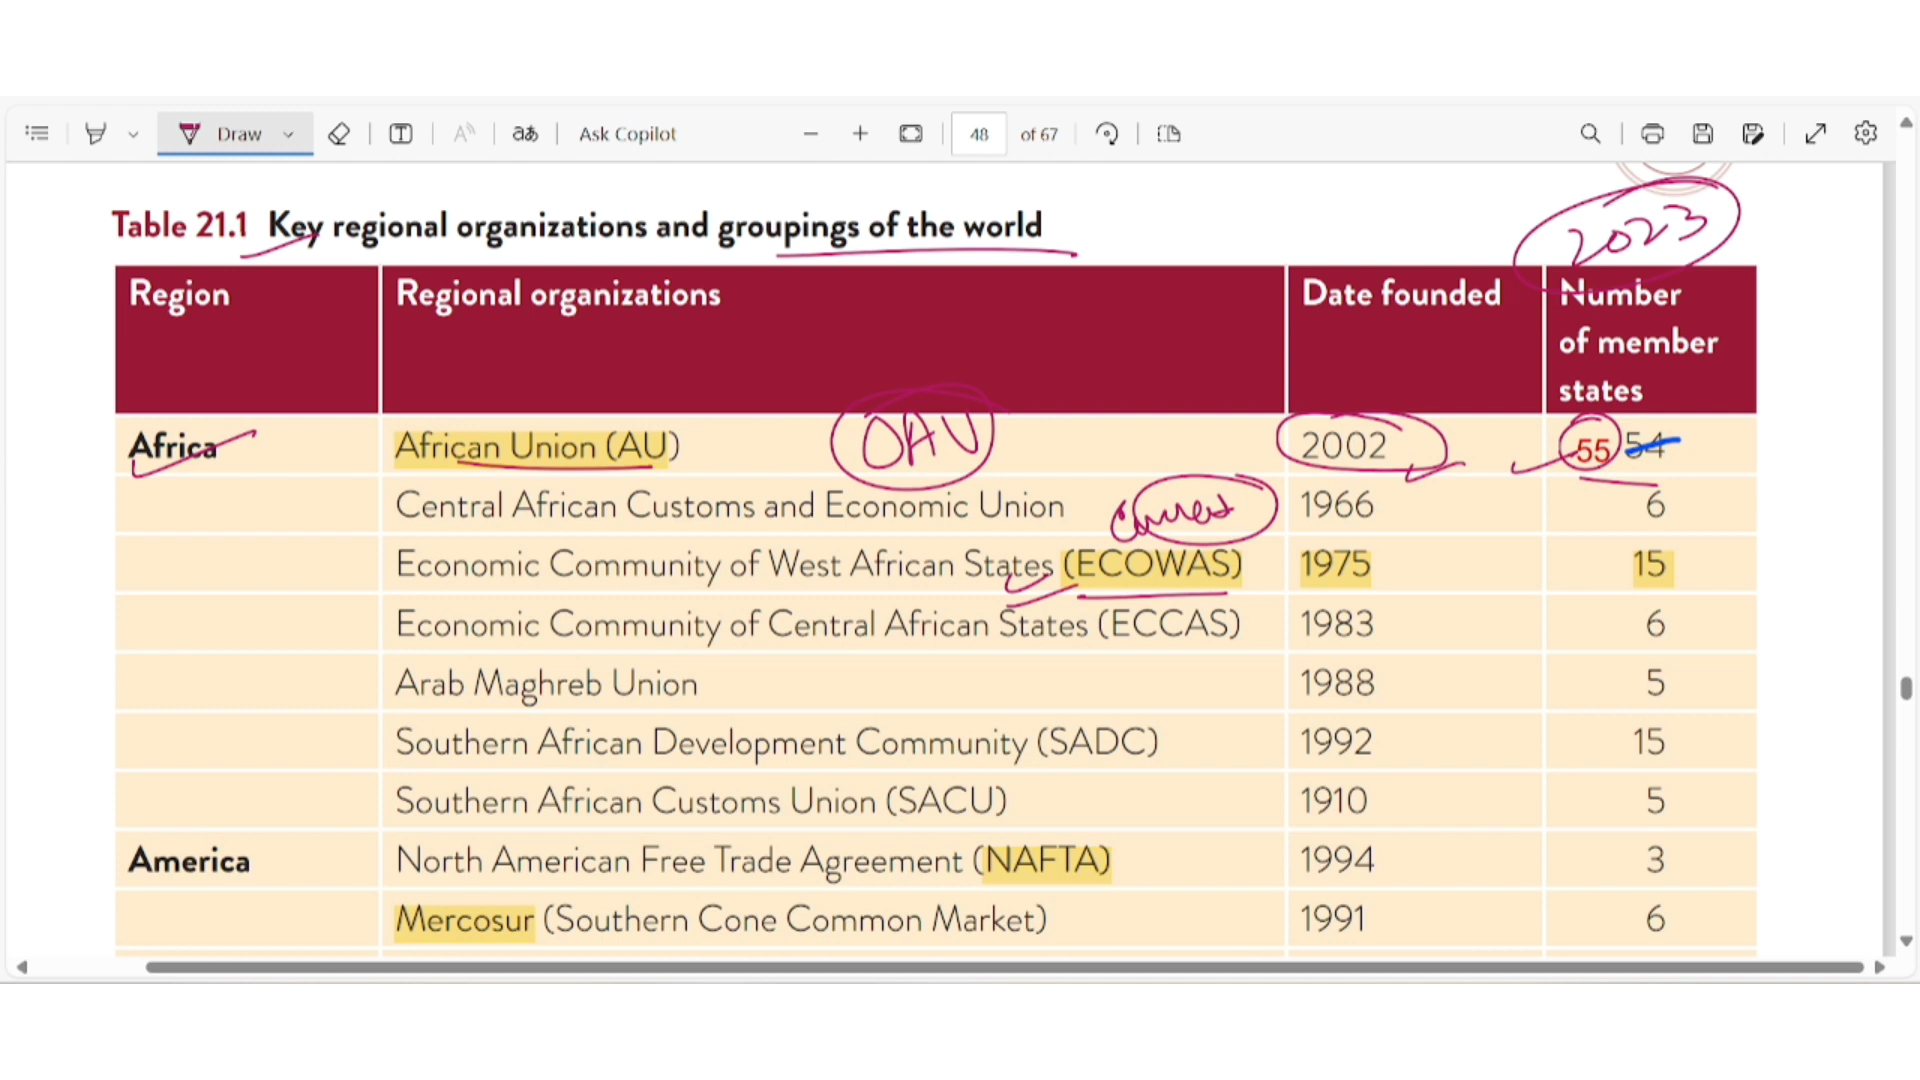 Draw aあ Ask Copilot 48 of 67
2023
Table 21.1 Key regional organizations and groupings of the world
Region Regional organizations Date founded Number of member states
Africa African Union (AU) OAU 2002 55 54
Central African Customs and Economic Union 1966 6
Economic Community of West African States (ECOWAS) 1975 15
Economic Community of Central African States (ECCAS) 1983 6
Arab Maghreb Union 1988 5
Southern African Development Community (SADC) 1992 15
Southern African Customs Union (SACU) 1910 5
America North American Free Trade Agreement (NAFTA) 1994 3
Mercosur (Southern Cone Common Market) 1991 6